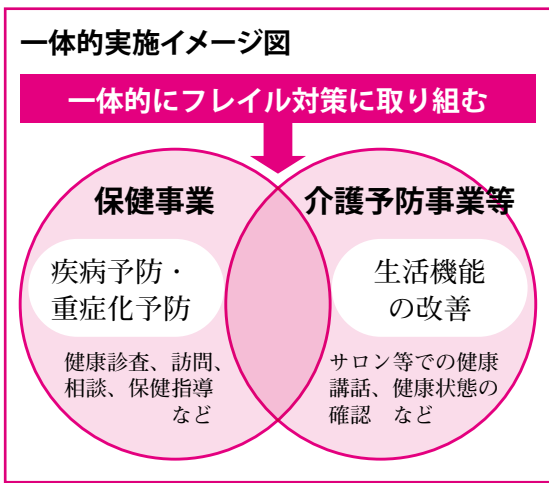 一体的実施イメージ図
一体的にフレイル対策に取り組む
保健事業
疾病予防・
重症化予防
健康診査、訪問、
相談、保健指導
など
介護予防事業等
生活機能
の改善
サロン等での健康
講話、健康状態の
確認　など